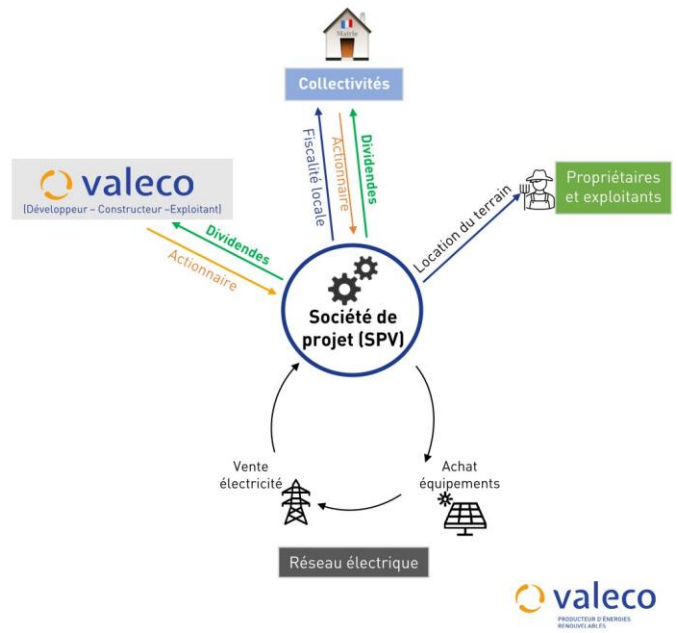 Mairie
Collectivités
Fiscalité locale
Actionnaire
Dividendes
valeco
(Développeur – Constructeur –Exploitant)
Dividendes
Actionnaire
Location du terrain
Propriétaires
et exploitants
Société de
projet (SPV)
Vente
électricité
Achat
équipements
Réseau électrique
valeco
PRODUCTEUR D'ÉNERGIES
RENOUVELABLES